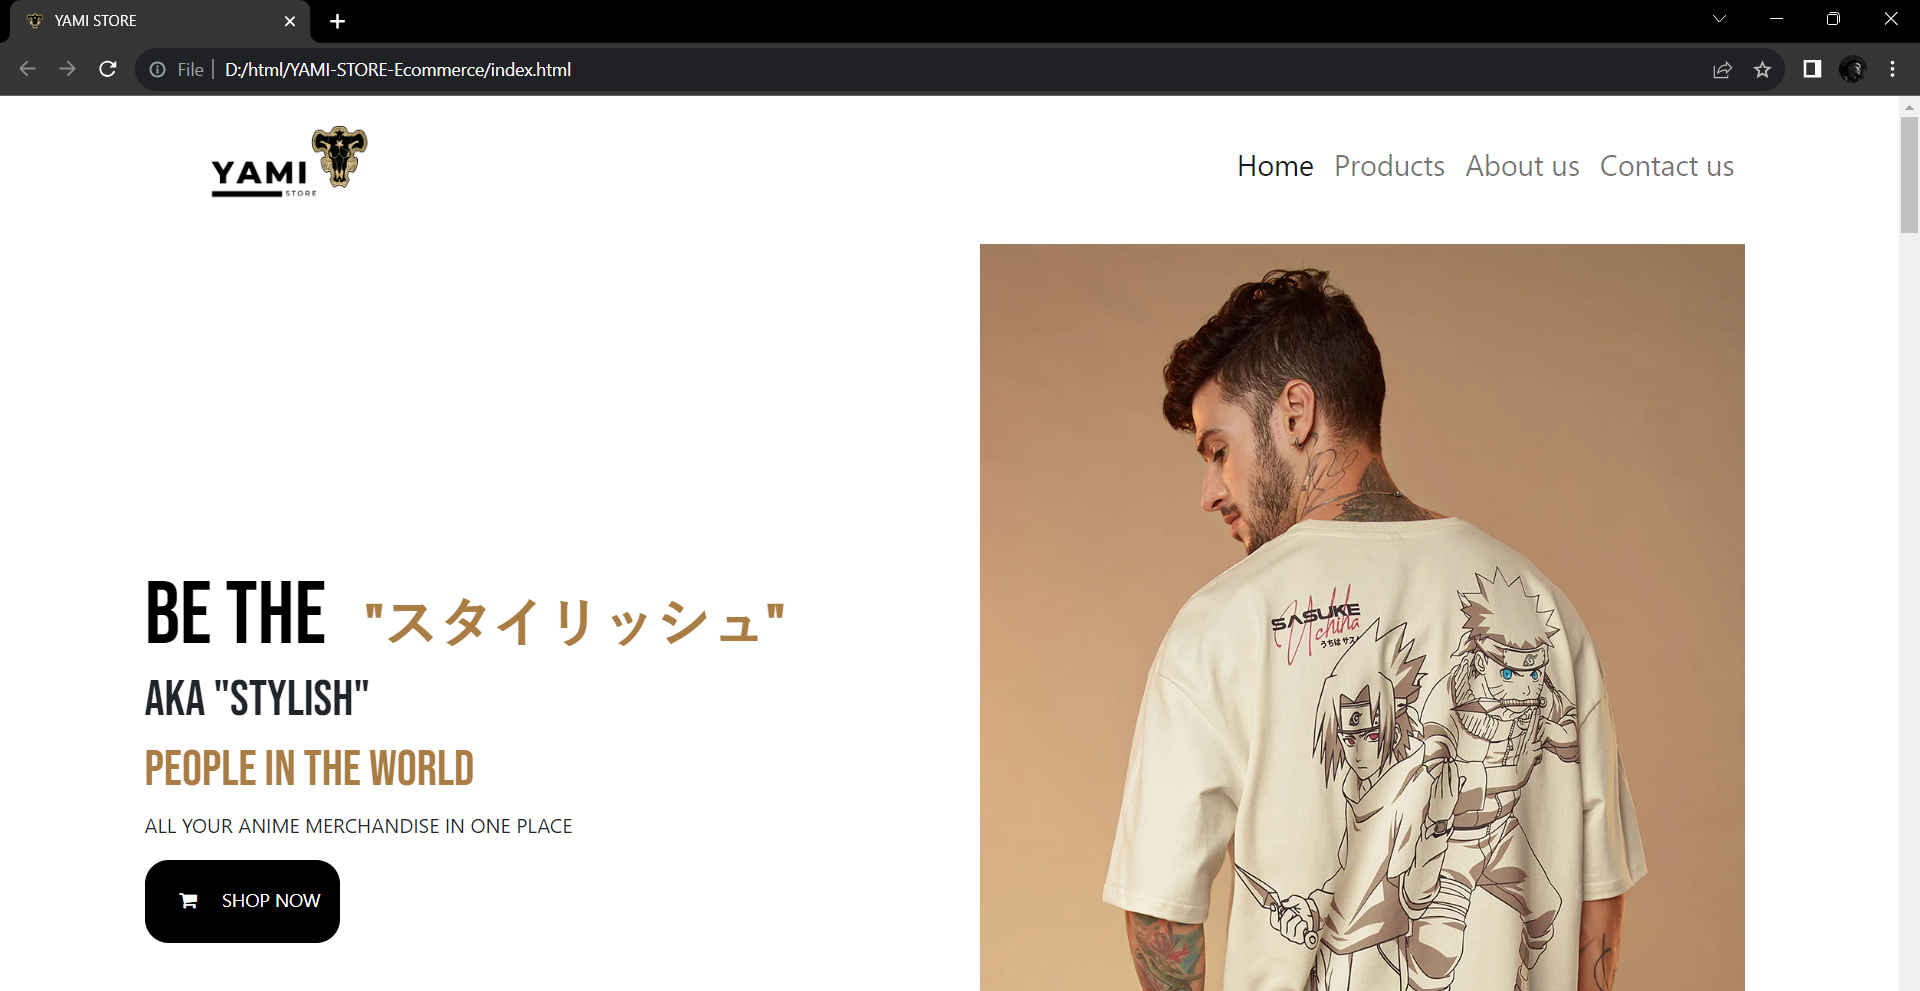 YAMI STORE
File
D:/html/YAMI-STORE-Ecommerce/index.html
YAMI
STORE
Home Products About us Contact us
BE THE "スタイリッシュ"
AKA "STYLISH"
PEOPLE IN THE WORLD
ALL YOUR ANIME MERCHANDISE IN ONE PLACE
SHOP NOW
SASUKE
Uchiha
うちは サス